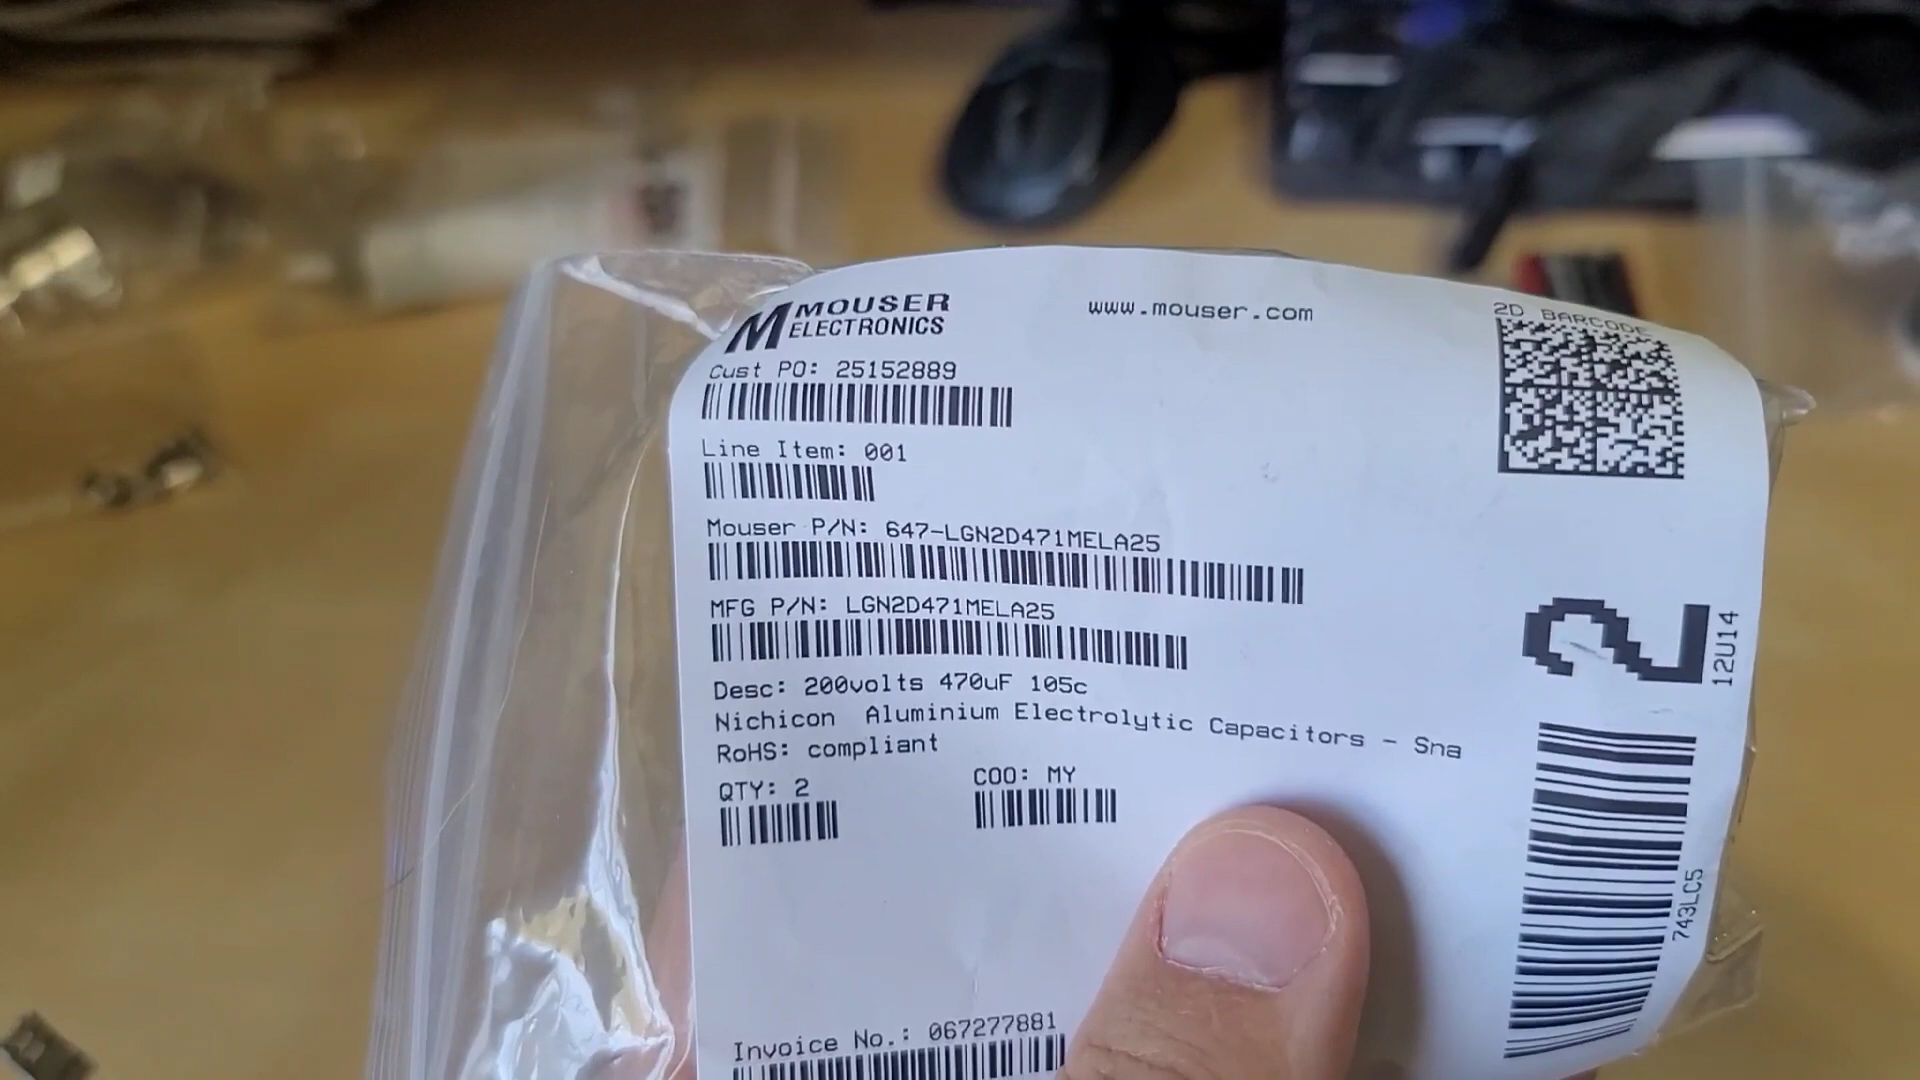 MOUSER
ELECTRONICS
www.mouser.com
2D BARCODE
Cust PO: 25152889
Line Item: 001
Mouser P/N: 647-LGN2D471MELA25
MFG P/N: LGN2D471MELA25
Desc: 200volts 470uF 105c
Nichicon Aluminium Electrolytic Capacitors - Sna
RoHS: compliant
QTY: 2
COO: MY
Invoice No.: 067277881
2
12U14
743LC5